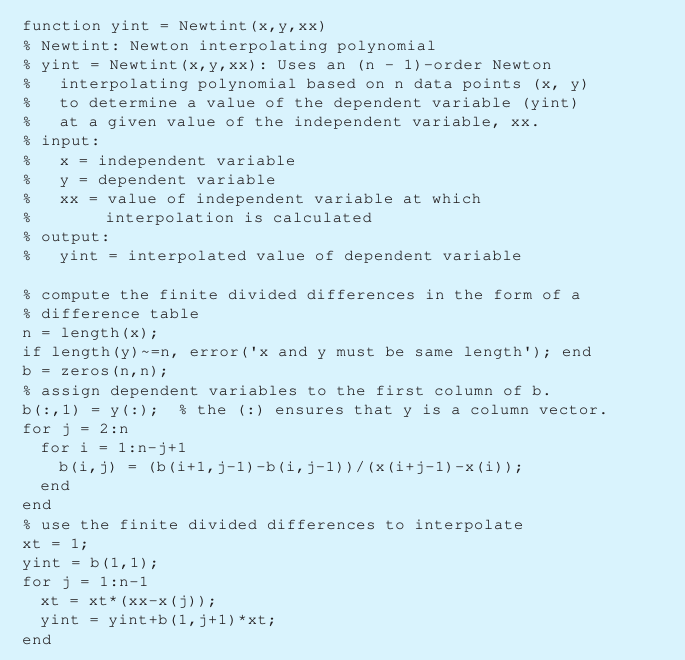 function yint = Newtint(x,y,xx)
% Newtint: Newton interpolating polynomial
% yint = Newtint(x,y,xx): Uses an (n - 1)-order Newton
%   interpolating polynomial based on n data points (x, y)
%   to determine a value of the dependent variable (yint)
%   at a given value of the independent variable, xx.
% input:
%   x = independent variable
%   y = dependent variable
%   xx = value of independent variable at which
%        interpolation is calculated
% output:
%   yint = interpolated value of dependent variable

% compute the finite divided differences in the form of a
% difference table
n = length(x);
if length(y)~=n, error('x and y must be same length'); end
b = zeros(n,n);
% assign dependent variables to the first column of b.
b(:,1) = y(:);  % the (:) ensures that y is a column vector.
for j = 2:n
  for i = 1:n-j+1
    b(i,j) = (b(i+1,j-1)-b(i,j-1))/(x(i+j-1)-x(i));
  end
end
% use the finite divided differences to interpolate
xt = 1;
yint = b(1,1);
for j = 1:n-1
  xt = xt*(xx-x(j));
  yint = yint+b(1,j+1)*xt;
end